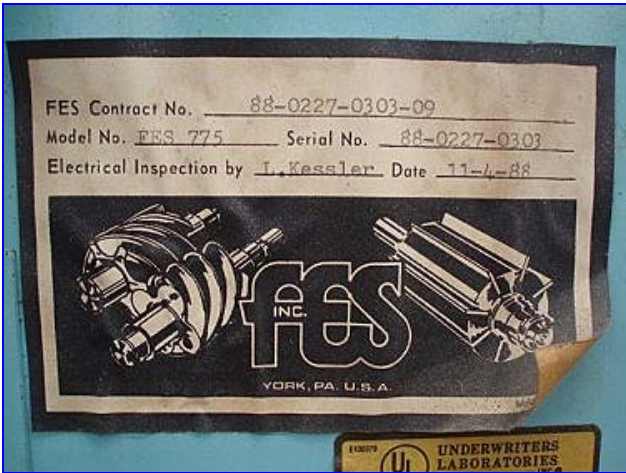 FES Contract No. 88-0227-0303-09
Model No. FES 775 Serial No. 88-0227-0303
Electrical Inspection by L.Kessler Date 11-4-88
FES
INC.
YORK, PA. U.S.A.
UL
UNDERWRITERS
LABORATORIES